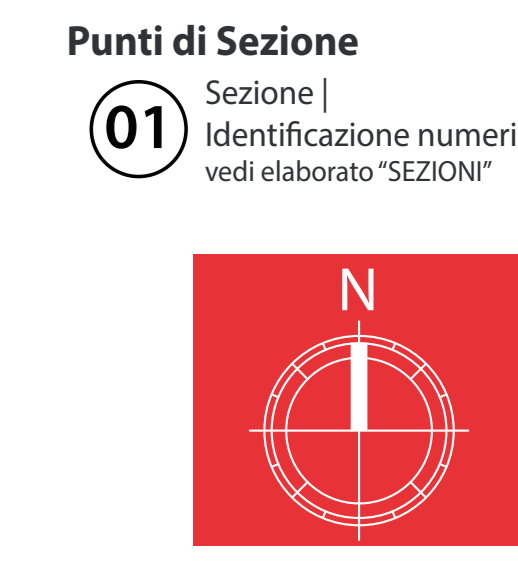 Punti di Sezione
01
Sezione |
Identificazione numeri
vedi elaborato “SEZIONI”
N